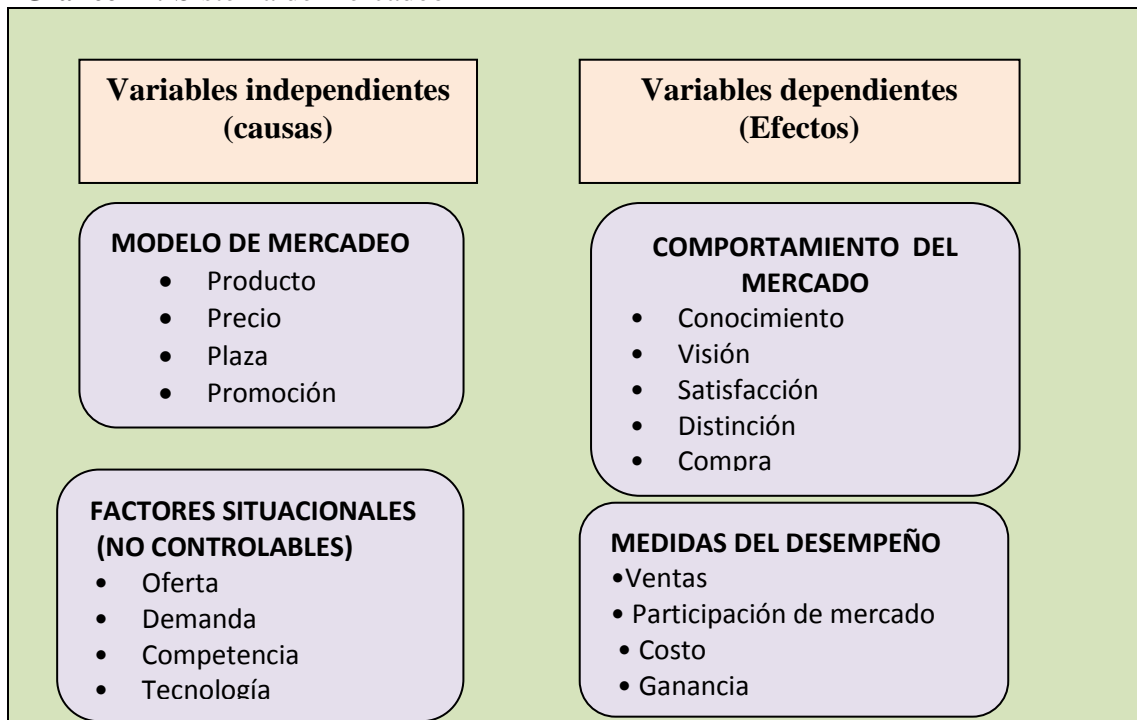 Variables independientes
(causas)
MODELO DE MERCADEO
• Producto
• Precio
• Plaza
• Promoción
FACTORES SITUACIONALES
(NO CONTROLABLES)
• Oferta
• Demanda
• Competencia
• Tecnología
Variables dependientes
(Efectos)
COMPORTAMIENTO DEL
MERCADO
• Conocimiento
• Visión
• Satisfacción
• Distinción
• Compra
MEDIDAS DEL DESEMPEÑO
•Ventas
• Participación de mercado
• Costo
• Ganancia